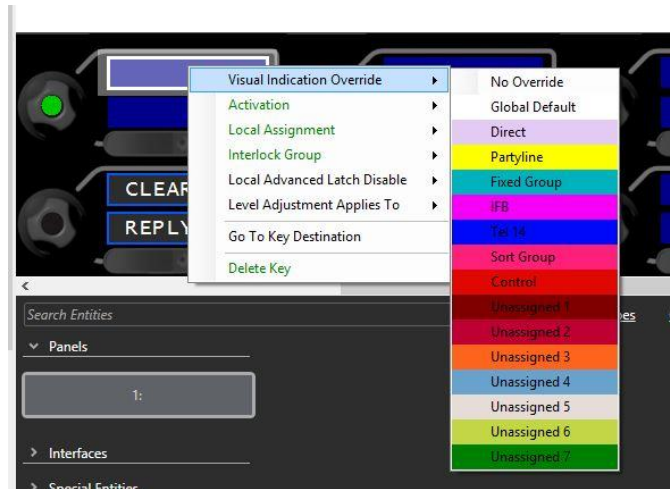 Visual Indication Override
Activation
Local Assignment
Interlock Group
Local Advanced Latch Disable
Level Adjustment Applies To
Go To Key Destination
Delete Key
No Override
Global Default
Direct
Partyline
Fixed Group
IFB
Tel 14
Sort Group
Control
Unassigned 1
Unassigned 2
Unassigned 3
Unassigned 4
Unassigned 5
Unassigned 6
Unassigned 7
CLEAR
REPLY
Search Entities
Panels
1:
Interfaces
Special Entities